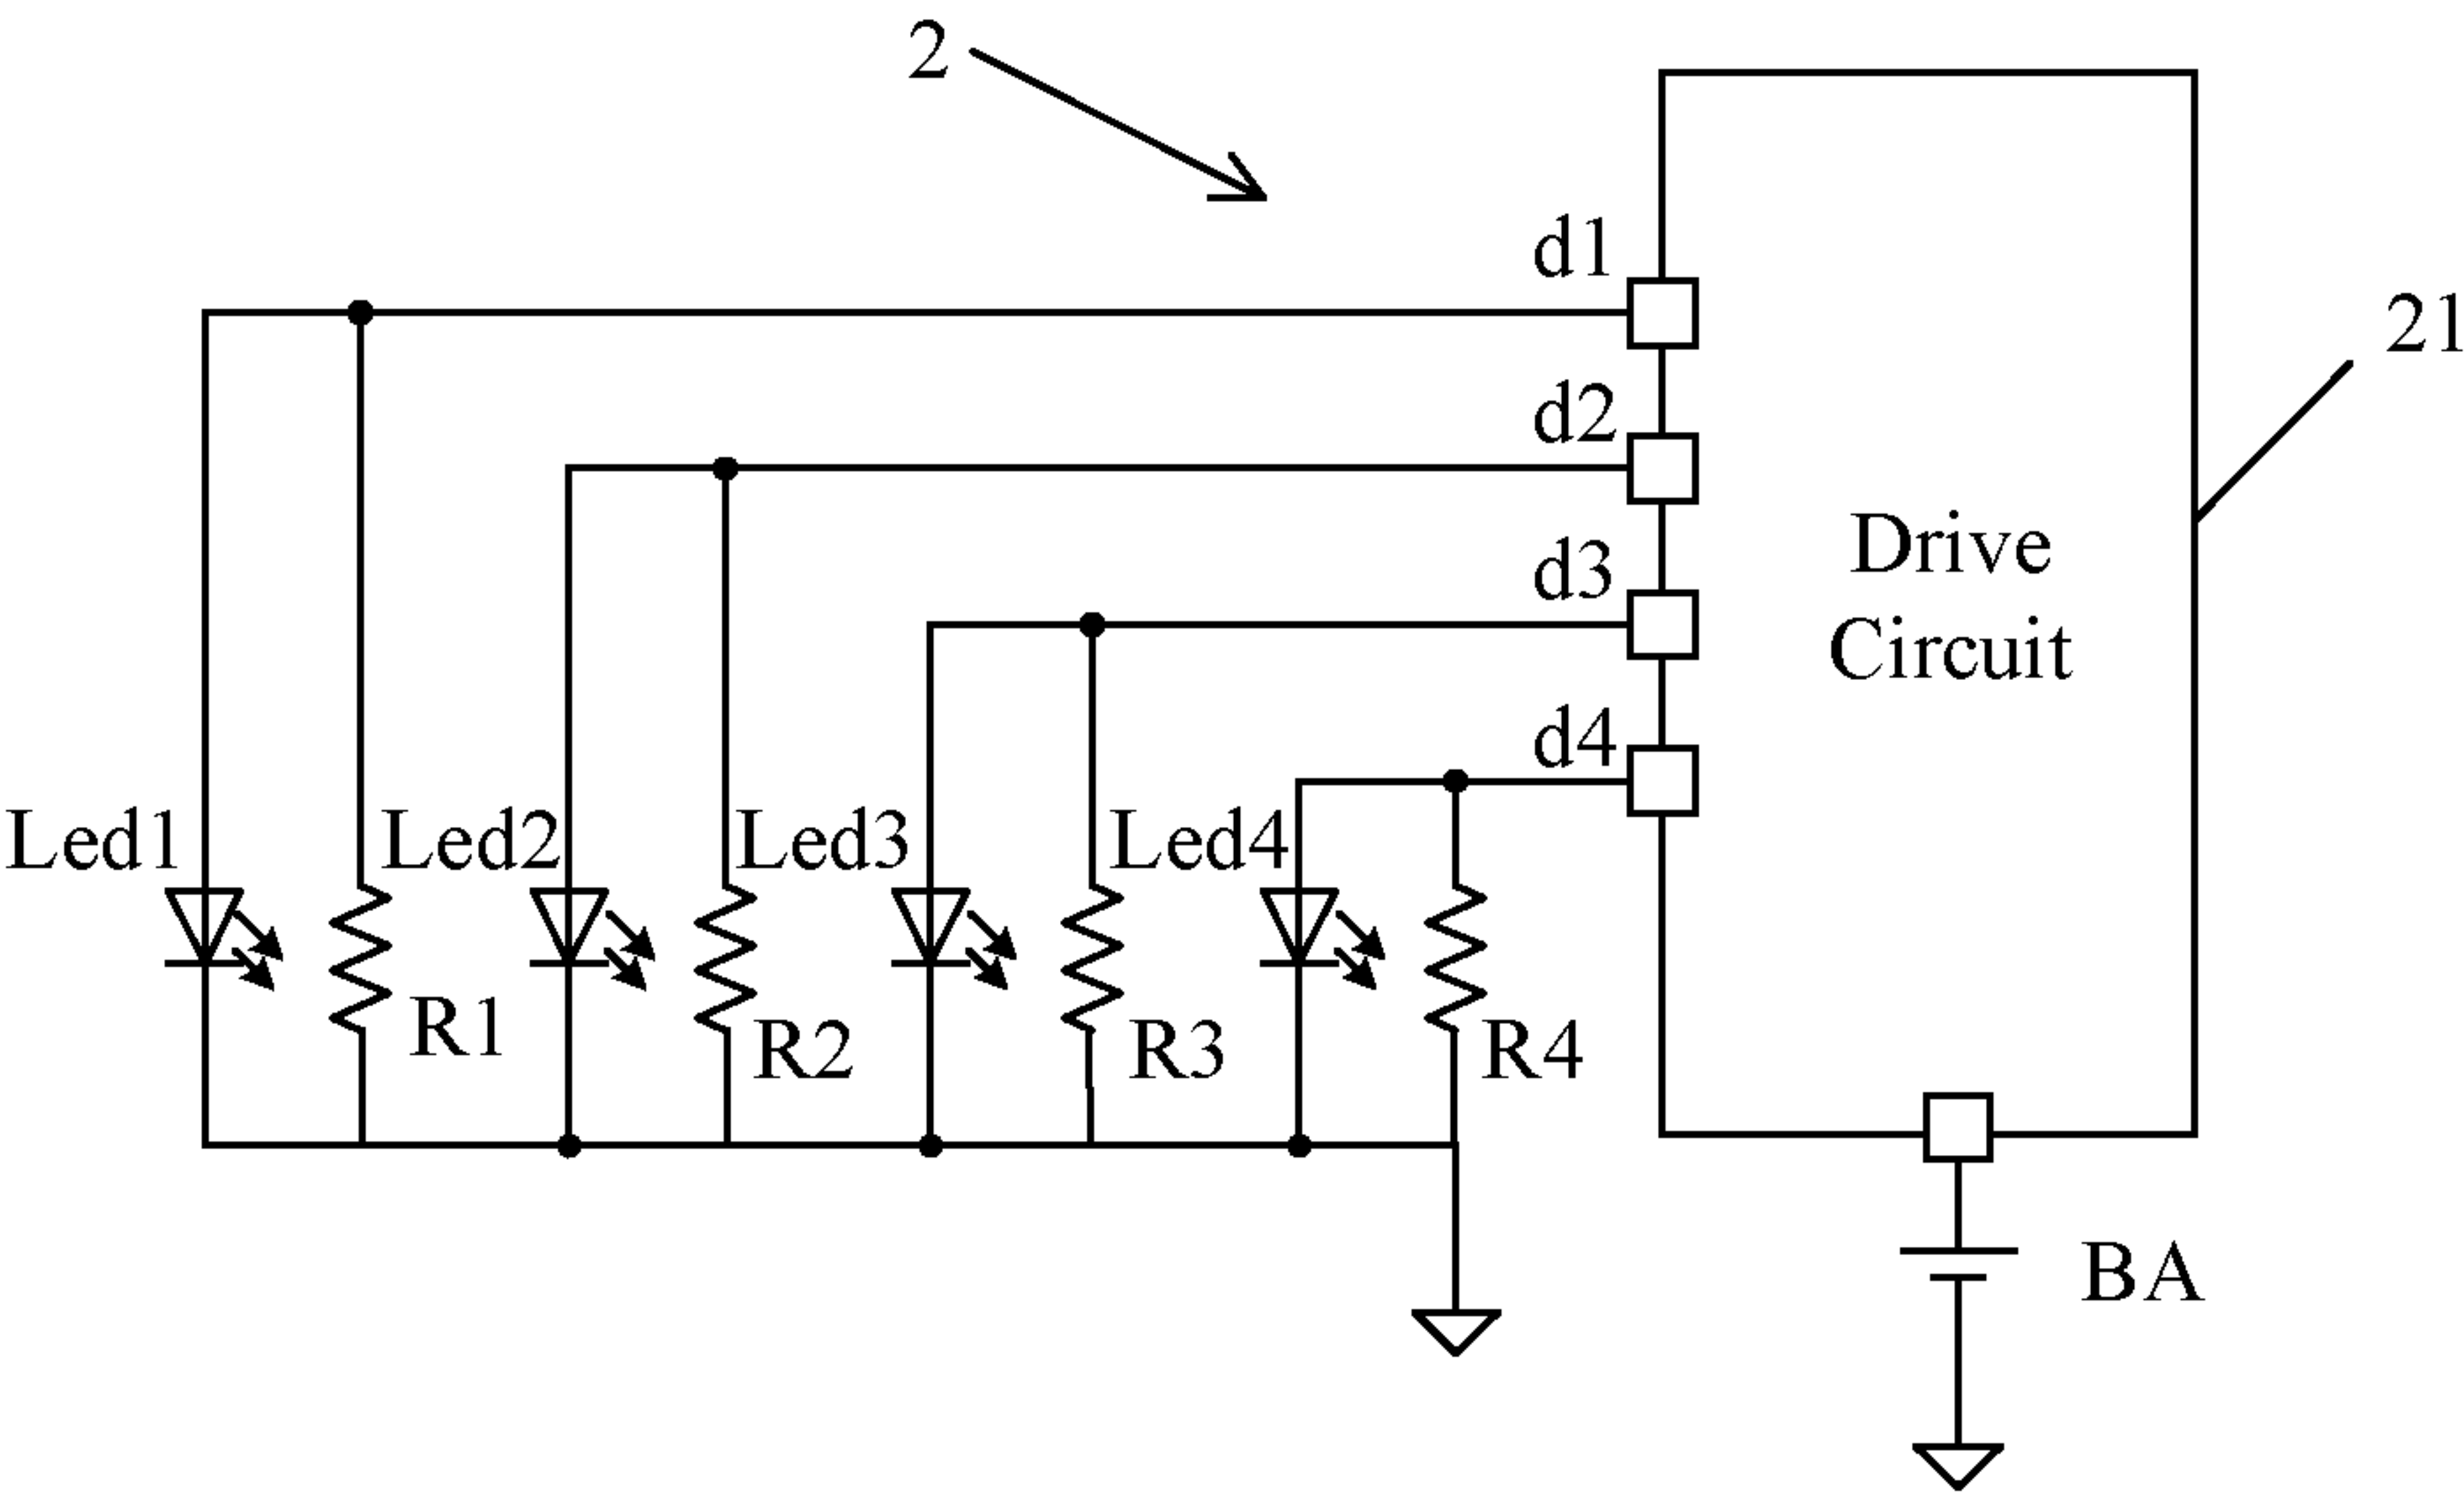 2
d1
21
d2
d3
Drive
Circuit
d4
Led1
Led2
Led3
Led4
R1
R2
R3
R4
BA